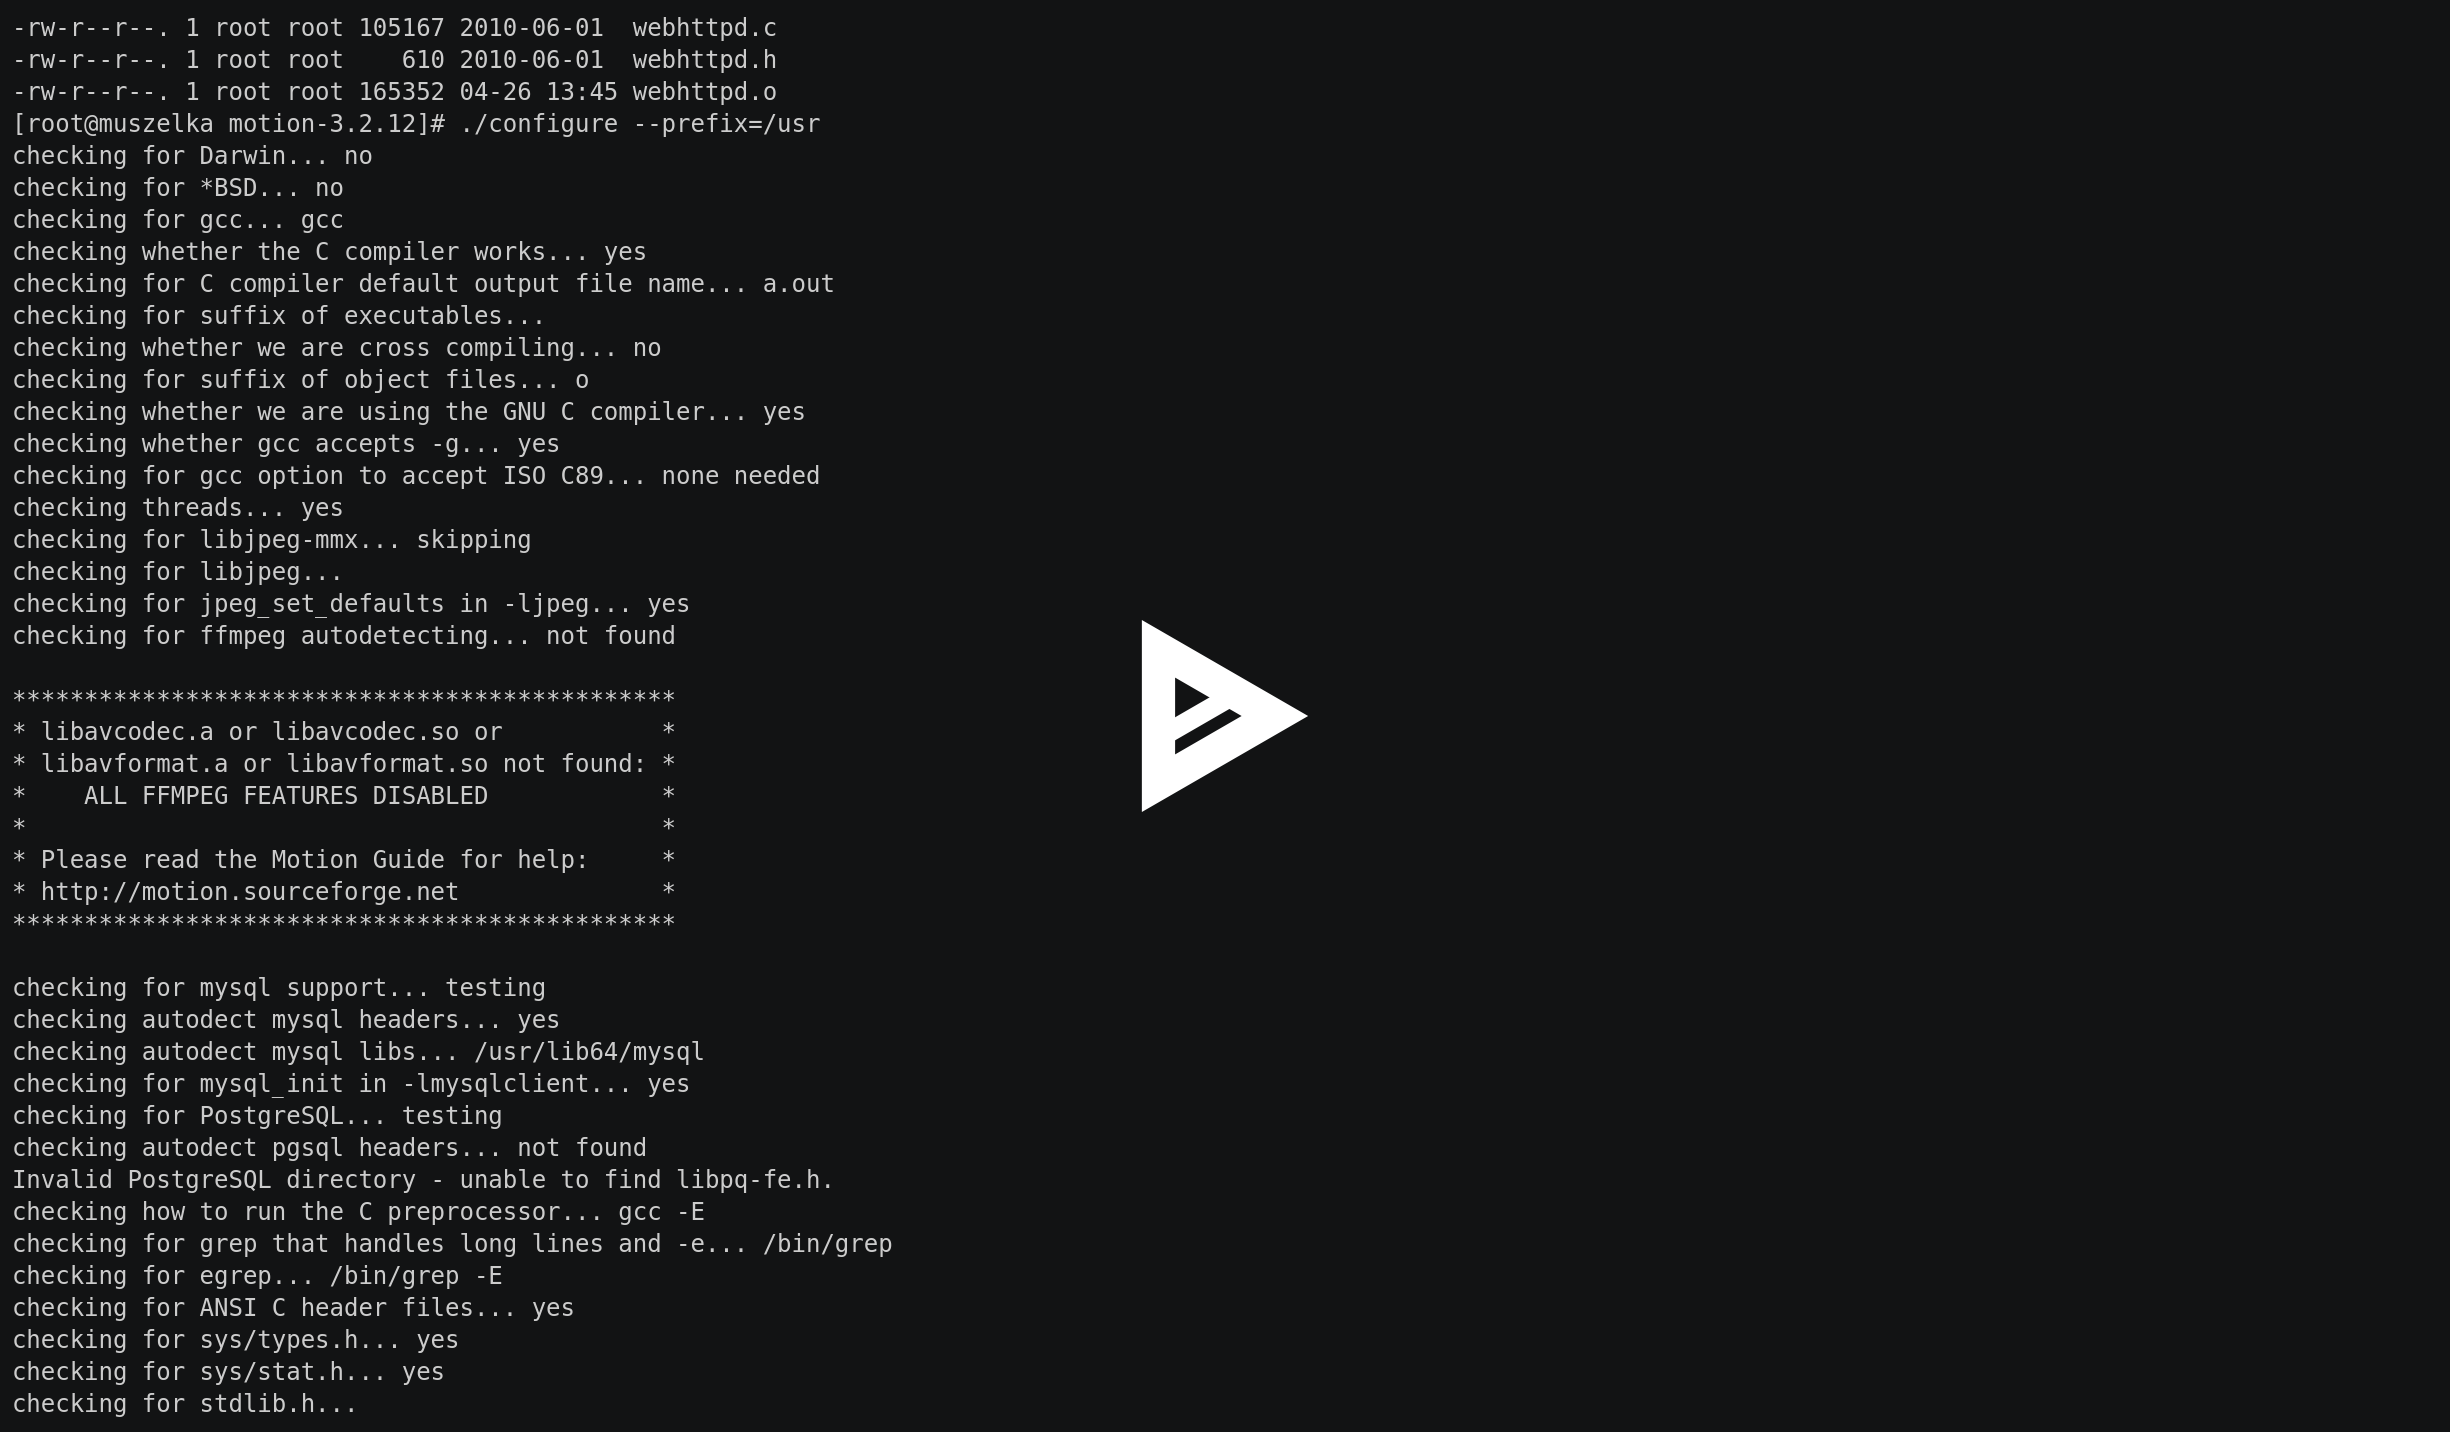 -rw-r--r--. 1 root root 105167 2010-06-01  webhttpd.c
-rw-r--r--. 1 root root    610 2010-06-01  webhttpd.h
-rw-r--r--. 1 root root 165352 04-26 13:45 webhttpd.o
[root@muszelka motion-3.2.12]# ./configure --prefix=/usr
checking for Darwin... no
checking for *BSD... no
checking for gcc... gcc
checking whether the C compiler works... yes
checking for C compiler default output file name... a.out
checking for suffix of executables...
checking whether we are cross compiling... no
checking for suffix of object files... o
checking whether we are using the GNU C compiler... yes
checking whether gcc accepts -g... yes
checking for gcc option to accept ISO C89... none needed
checking threads... yes
checking for libjpeg-mmx... skipping
checking for libjpeg...
checking for jpeg_set_defaults in -ljpeg... yes
checking for ffmpeg autodetecting... not found

**********************************************
* libavcodec.a or libavcodec.so or           *
* libavformat.a or libavformat.so not found: *
*    ALL FFMPEG FEATURES DISABLED            *
*                                            *
* Please read the Motion Guide for help:     *
* http://motion.sourceforge.net              *
**********************************************

checking for mysql support... testing
checking autodect mysql headers... yes
checking autodect mysql libs... /usr/lib64/mysql
checking for mysql_init in -lmysqlclient... yes
checking for PostgreSQL... testing
checking autodect pgsql headers... not found
Invalid PostgreSQL directory - unable to find libpq-fe.h.
checking how to run the C preprocessor... gcc -E
checking for grep that handles long lines and -e... /bin/grep
checking for egrep... /bin/grep -E
checking for ANSI C header files... yes
checking for sys/types.h... yes
checking for sys/stat.h... yes
checking for stdlib.h...